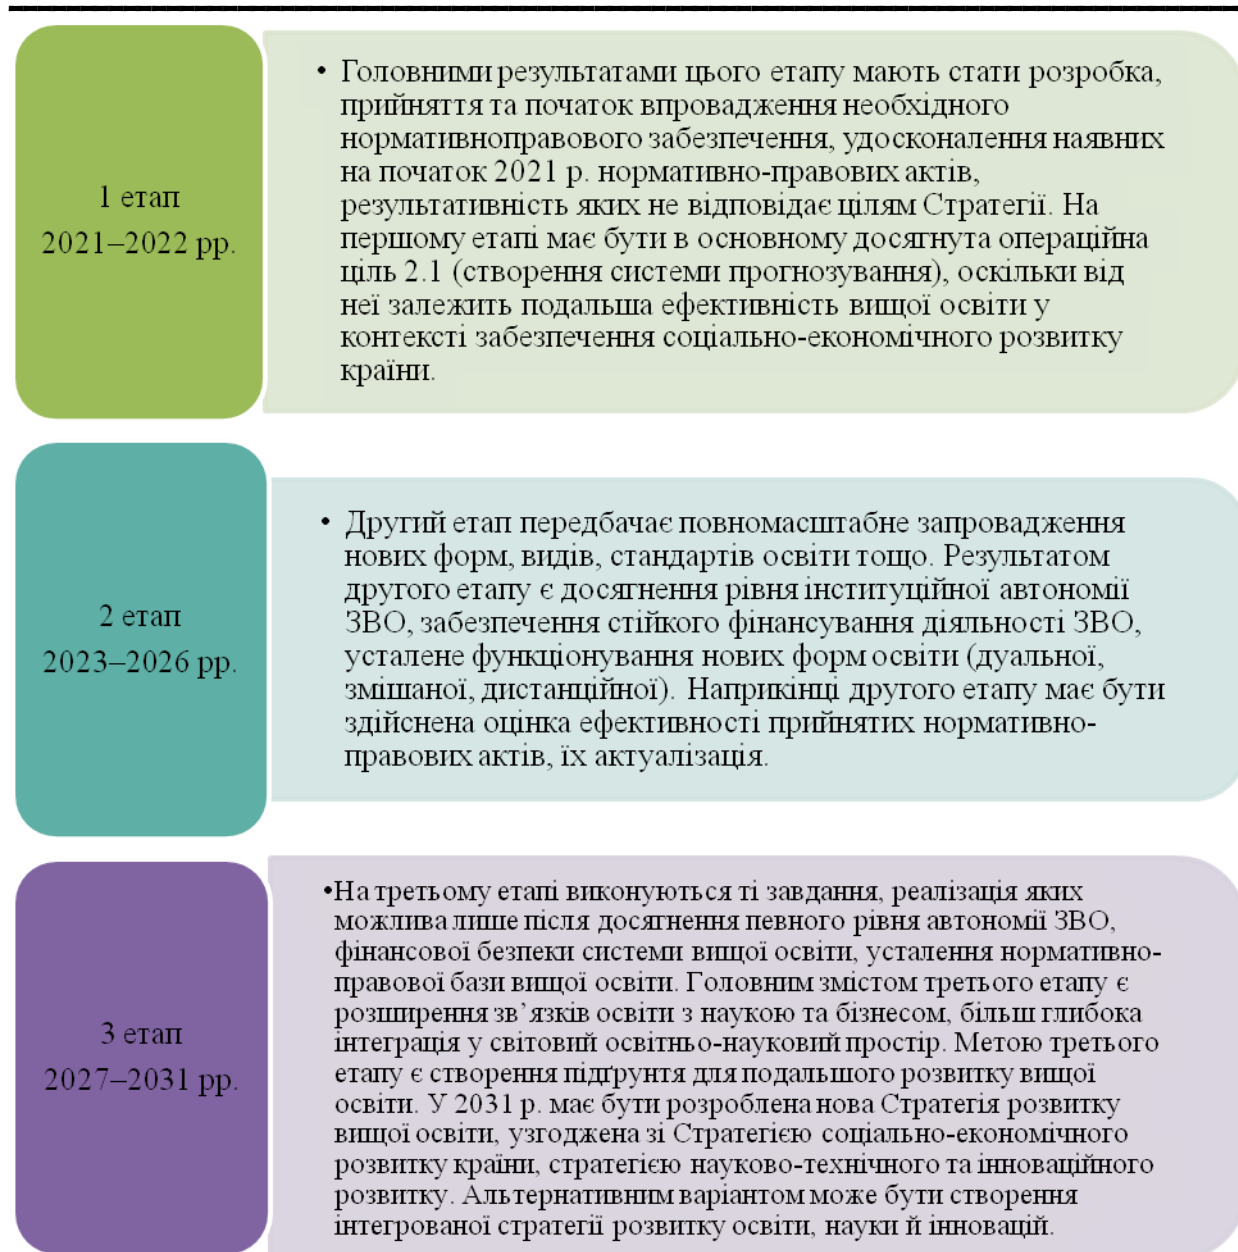 1 етап
2021–2022 рр.
• Головними результатами цього етапу мають стати розробка,
прийняття та початок впровадження необхідного
нормативноправового забезпечення, удосконалення наявних
на початок 2021 р. нормативно-правових актів,
результативність яких не відповідає цілям Стратегії. На
першому етапі має бути в основному досягнута операційна
ціль 2.1 (створення системи прогнозування), оскільки від
неї залежить подальша ефективність вищої освіти у
контексті забезпечення соціально-економічного розвитку
країни.
2 етап
2023–2026 рр.
• Другий етап передбачає повномасштабне запровадження
нових форм, видів, стандартів освіти тощо. Результатом
другого етапу є досягнення рівня інституційної автономії
ЗВО, забезпечення стійкого фінансування діяльності ЗВО,
усталене функціонування нових форм освіти (дуальної,
змішаної, дистанційної). Наприкінці другого етапу має бути
здійснена оцінка ефективності прийнятих нормативно-
правових актів, їх актуалізація.
3 етап
2027–2031 рр.
•На третьому етапі виконуються ті завдання, реалізація яких
можлива лише після досягнення певного рівня автономії ЗВО,
фінансової безпеки системи вищої освіти, усталення нормативно-
правової бази вищої освіти. Головним змістом третього етапу є
розширення зв’язків освіти з наукою та бізнесом, більш глибока
інтеграція у світовий освітньо-науковий простір. Метою третього
етапу є створення підґрунтя для подальшого розвитку вищої
освіти. У 2031 р. має бути розроблена нова Стратегія розвитку
вищої освіти, узгоджена зі Стратегією соціально-економічного
розвитку країни, стратегією науково-технічного та інноваційного
розвитку. Альтернативним варіантом може бути створення
інтегрованої стратегії розвитку освіти, науки й інновацій.